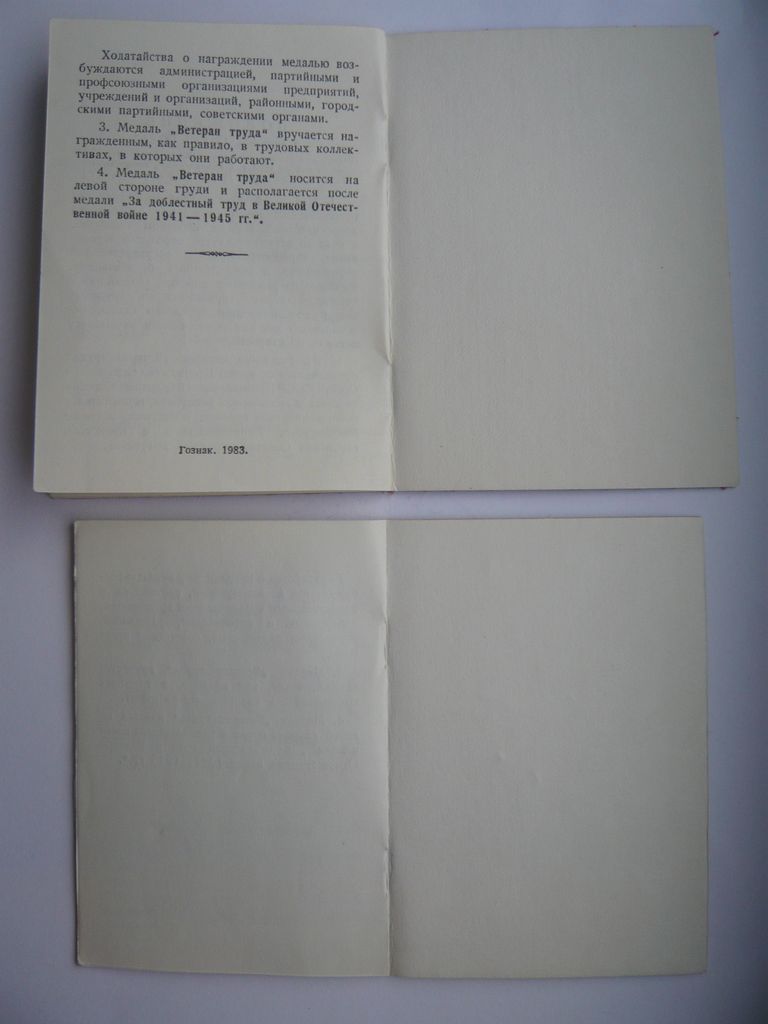 Ходатайства о награждении медалью воз-
буждаются администрацией, партийными и
профсоюзными организациями предприятий,
учреждений и организаций, районными, город-
скими партийными, советскими органами.
3. Медаль „Ветеран труда“ вручается на-
гражденным, как правило, в трудовых коллек-
тивах, в которых они работают.
4. Медаль „Ветеран труда“ носится на
левой стороне груди и располагается после
медали „За доблестный труд в Великой Отечест-
венной войне 1941 — 1945 гг.“.
Гознак. 1983.